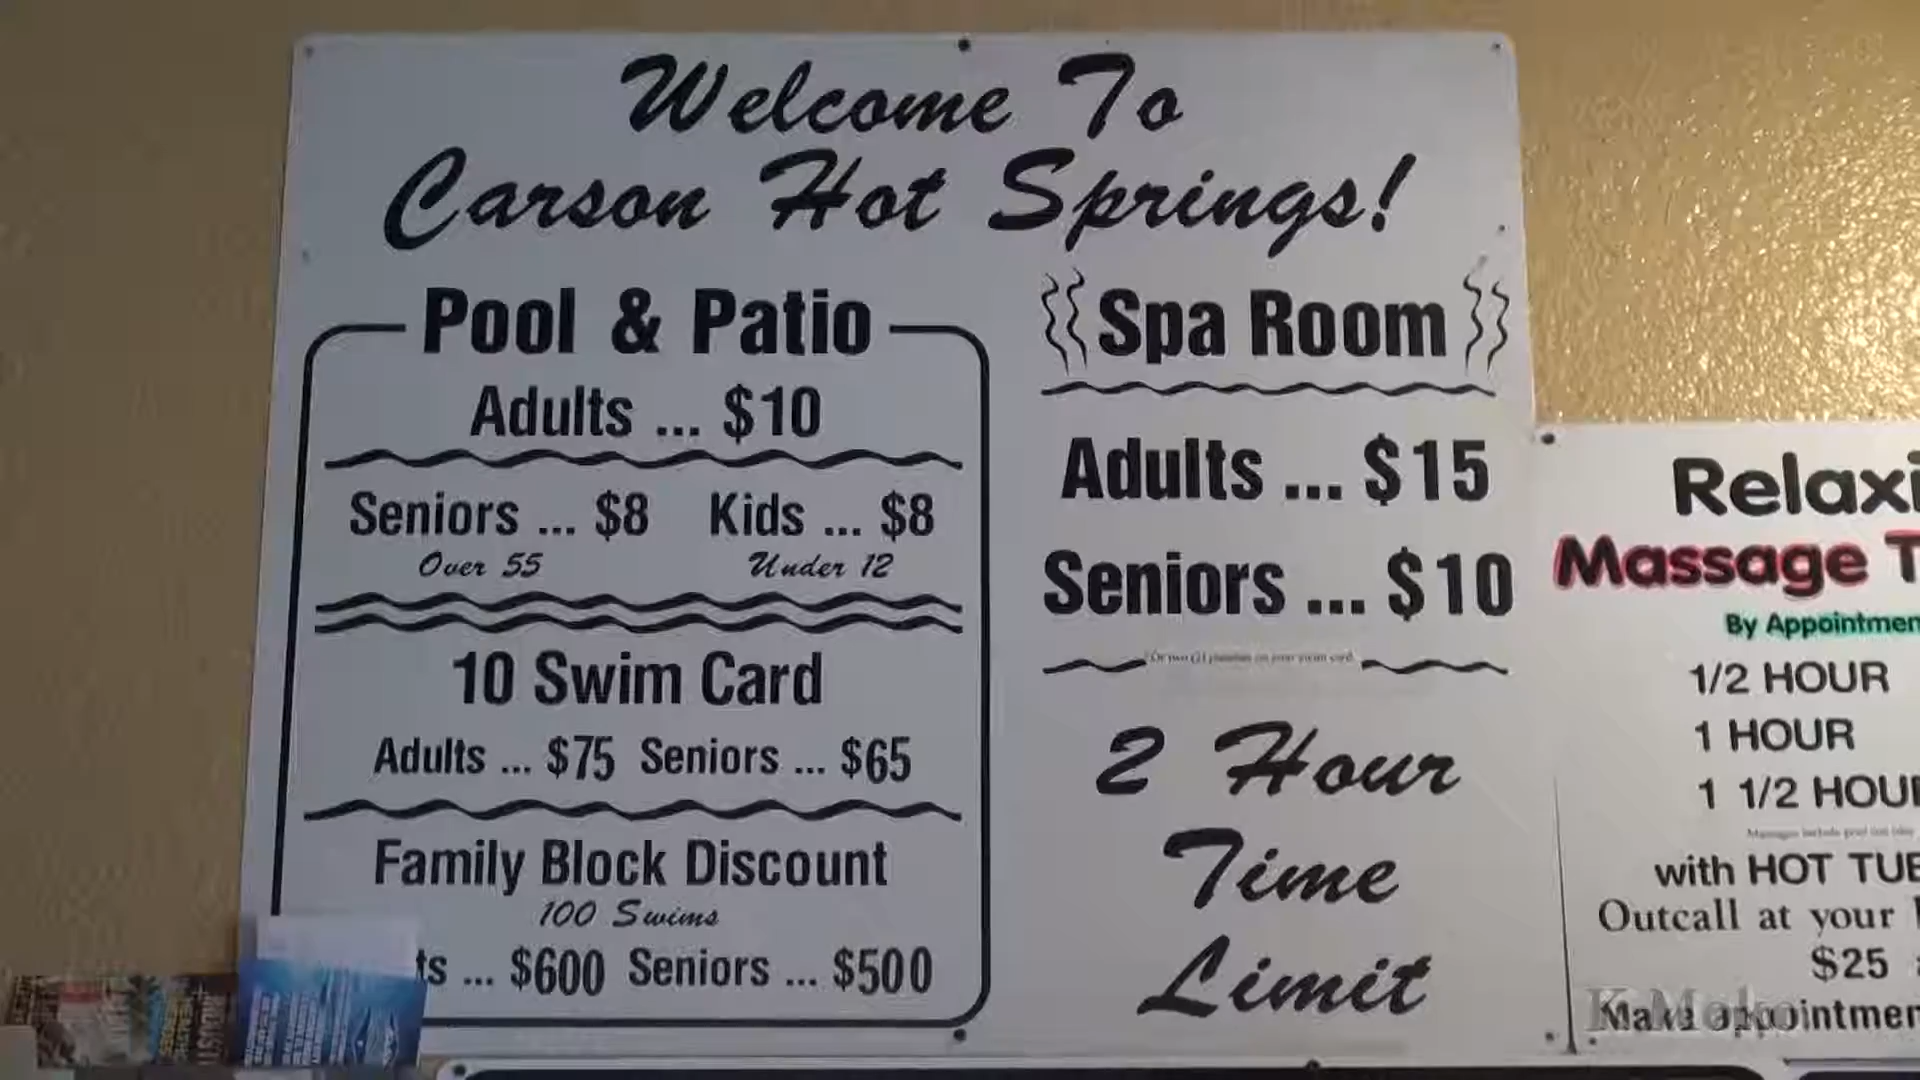 Welcome To
Carson Hot Springs!
Pool & Patio
Adults ... $10
Seniors ... $8 Kids ... $8
Over 55 Under 12
10 Swim Card
Adults ... $75 Seniors ... $65
Family Block Discount
100 Swims
ts ... $600 Seniors ... $500
Spa Room
Adults ... $15
Seniors ... $10
2 Hour
Time
Limit
Relaxi
Massage T
By Appointmen
1/2 HOUR
1 HOUR
1 1/2 HOU
with HOT TUB
Outcall at your
$25